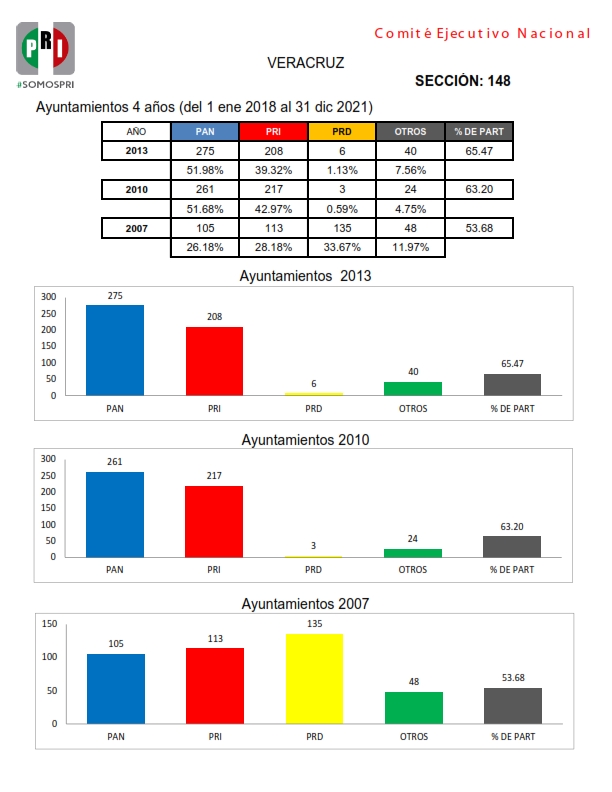 Comité Ejecutivo Nacional
PRI
#SOMOSPRI
VERACRUZ
SECCIÓN: 148
Ayuntamientos 4 años (del 1 ene 2018 al 31 dic 2021)
AÑO PAN PRI PRD OTROS % DE PART
2013 275 208 6 40 65.47
51.98% 39.32% 1.13% 7.56%
2010 261 217 3 24 63.20
51.68% 42.97% 0.59% 4.75%
2007 105 113 135 48 53.68
26.18% 28.18% 33.67% 11.97%
Ayuntamientos 2013
300
250
200
150
100
50
0
275
208
6
40
65.47
PAN PRI PRD OTROS % DE PART
Ayuntamientos 2010
300
250
200
150
100
50
0
261
217
3
24
63.20
PAN PRI PRD OTROS % DE PART
Ayuntamientos 2007
150
100
50
0
105
113
135
48
53.68
PAN PRI PRD OTROS % DE PART